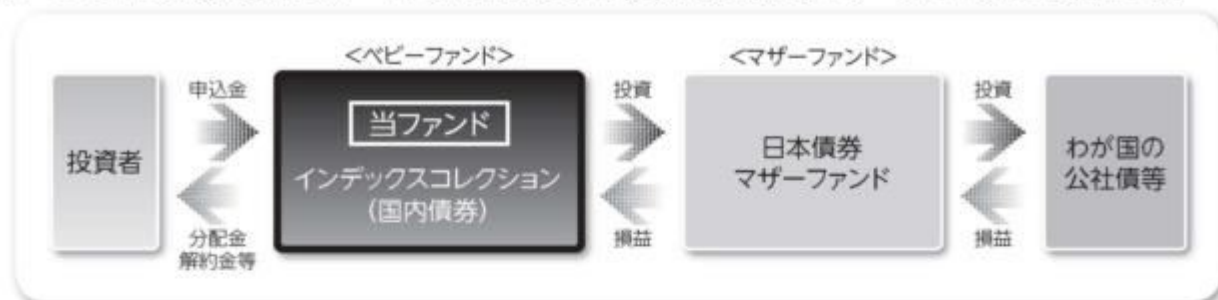 <ベビーファンド>
<マザーファンド>
投資者
申込金
分配金
解約金等
当ファンド
インデックスコレクション
(国内債券)
投資
損益
日本債券
マザーファンド
投資
損益
わが国の
公社債等